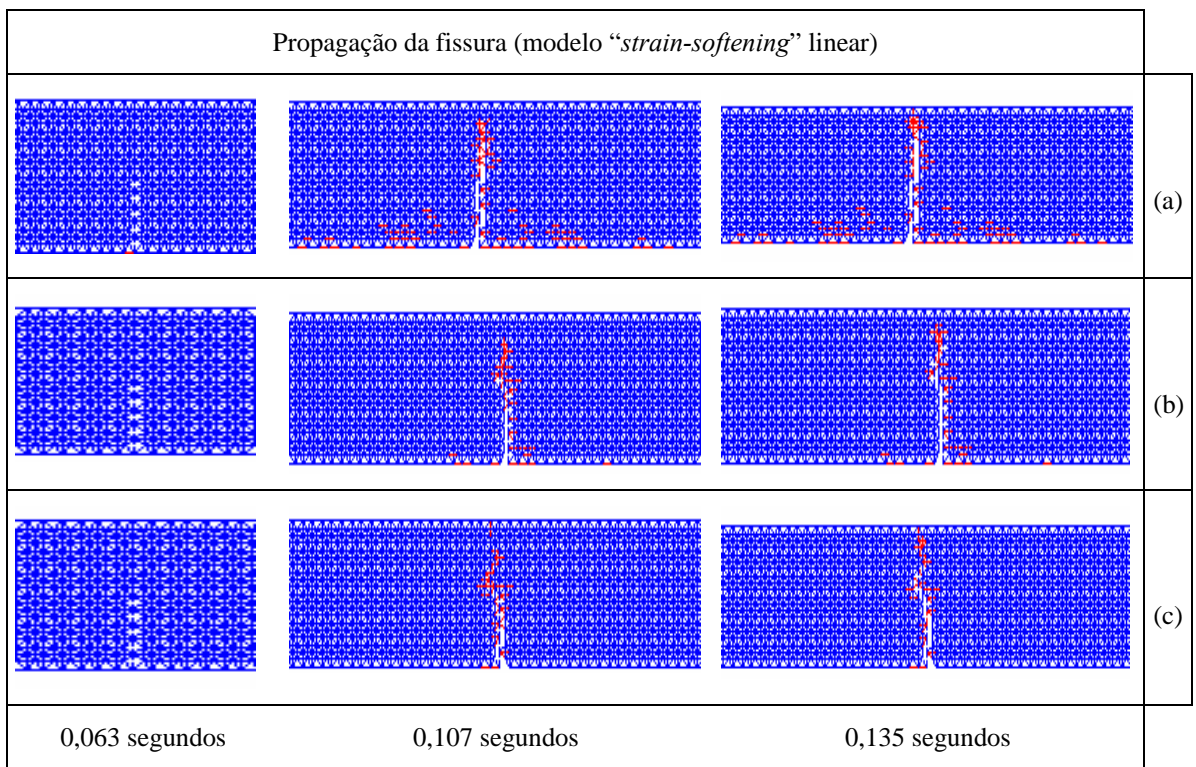 Propagação da fissura (modelo “strain-softening” linear)
(a)
(b)
(c)
0,063 segundos
0,107 segundos
0,135 segundos